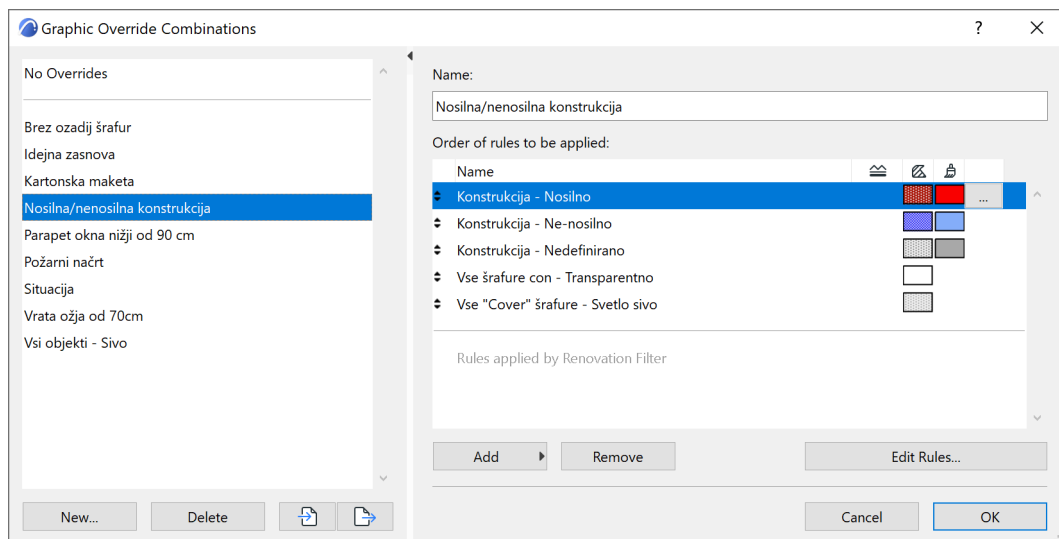 Graphic Override Combinations
?
No Overrides
Brez ozadij šrafur
Idejna zasnova
Kartonska maketa
Nosilna/nenosilna konstrukcija
Parapet okna nižji od 90 cm
Požarni načrt
Situacija
Vrata ožja od 70cm
Vsi objekti - Sivo
New...
Delete
Name:
Nosilna/nenosilna konstrukcija
Order of rules to be applied:
Name
Konstrukcija - Nosilno
...
Konstrukcija - Ne-nosilno
Konstrukcija - Nedefinirano
Vse šrafure con - Transparentno
Vse "Cover" šrafure - Svetlo sivo
Rules applied by Renovation Filter
Add
Remove
Edit Rules...
Cancel
OK